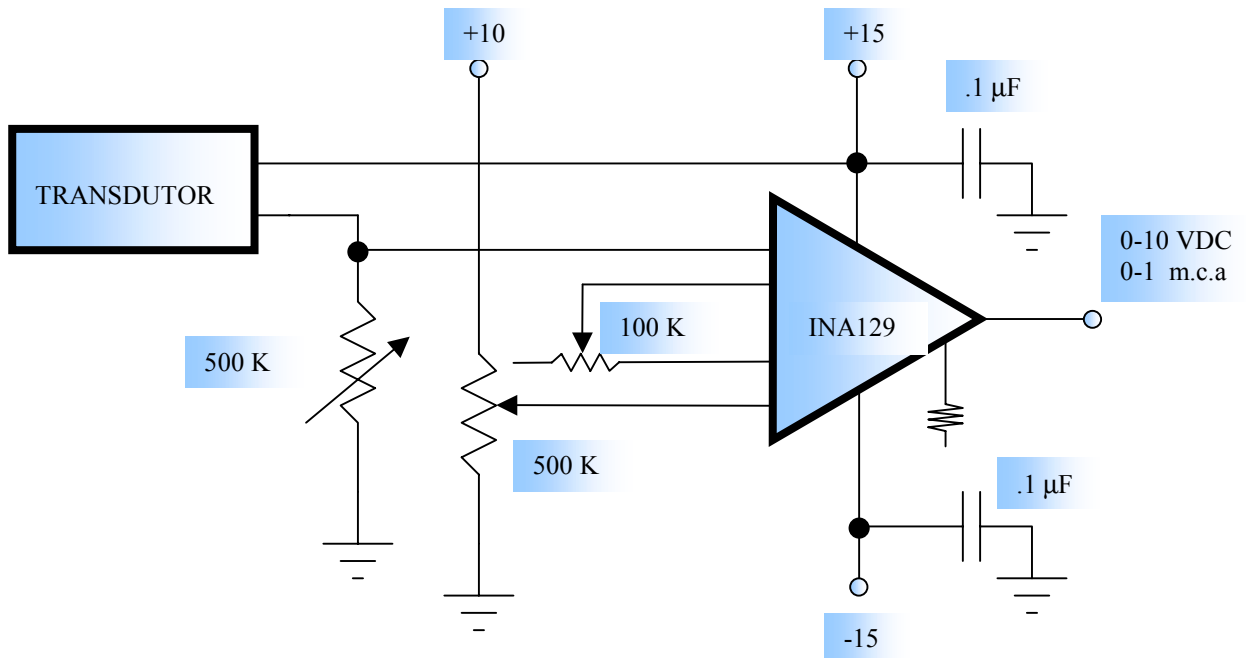 +10
+15
.1 μF
TRANSDUTOR
0-10 VDC
0-1 m.c.a
100 K
INA129
500 K
500 K
.1 μF
-15